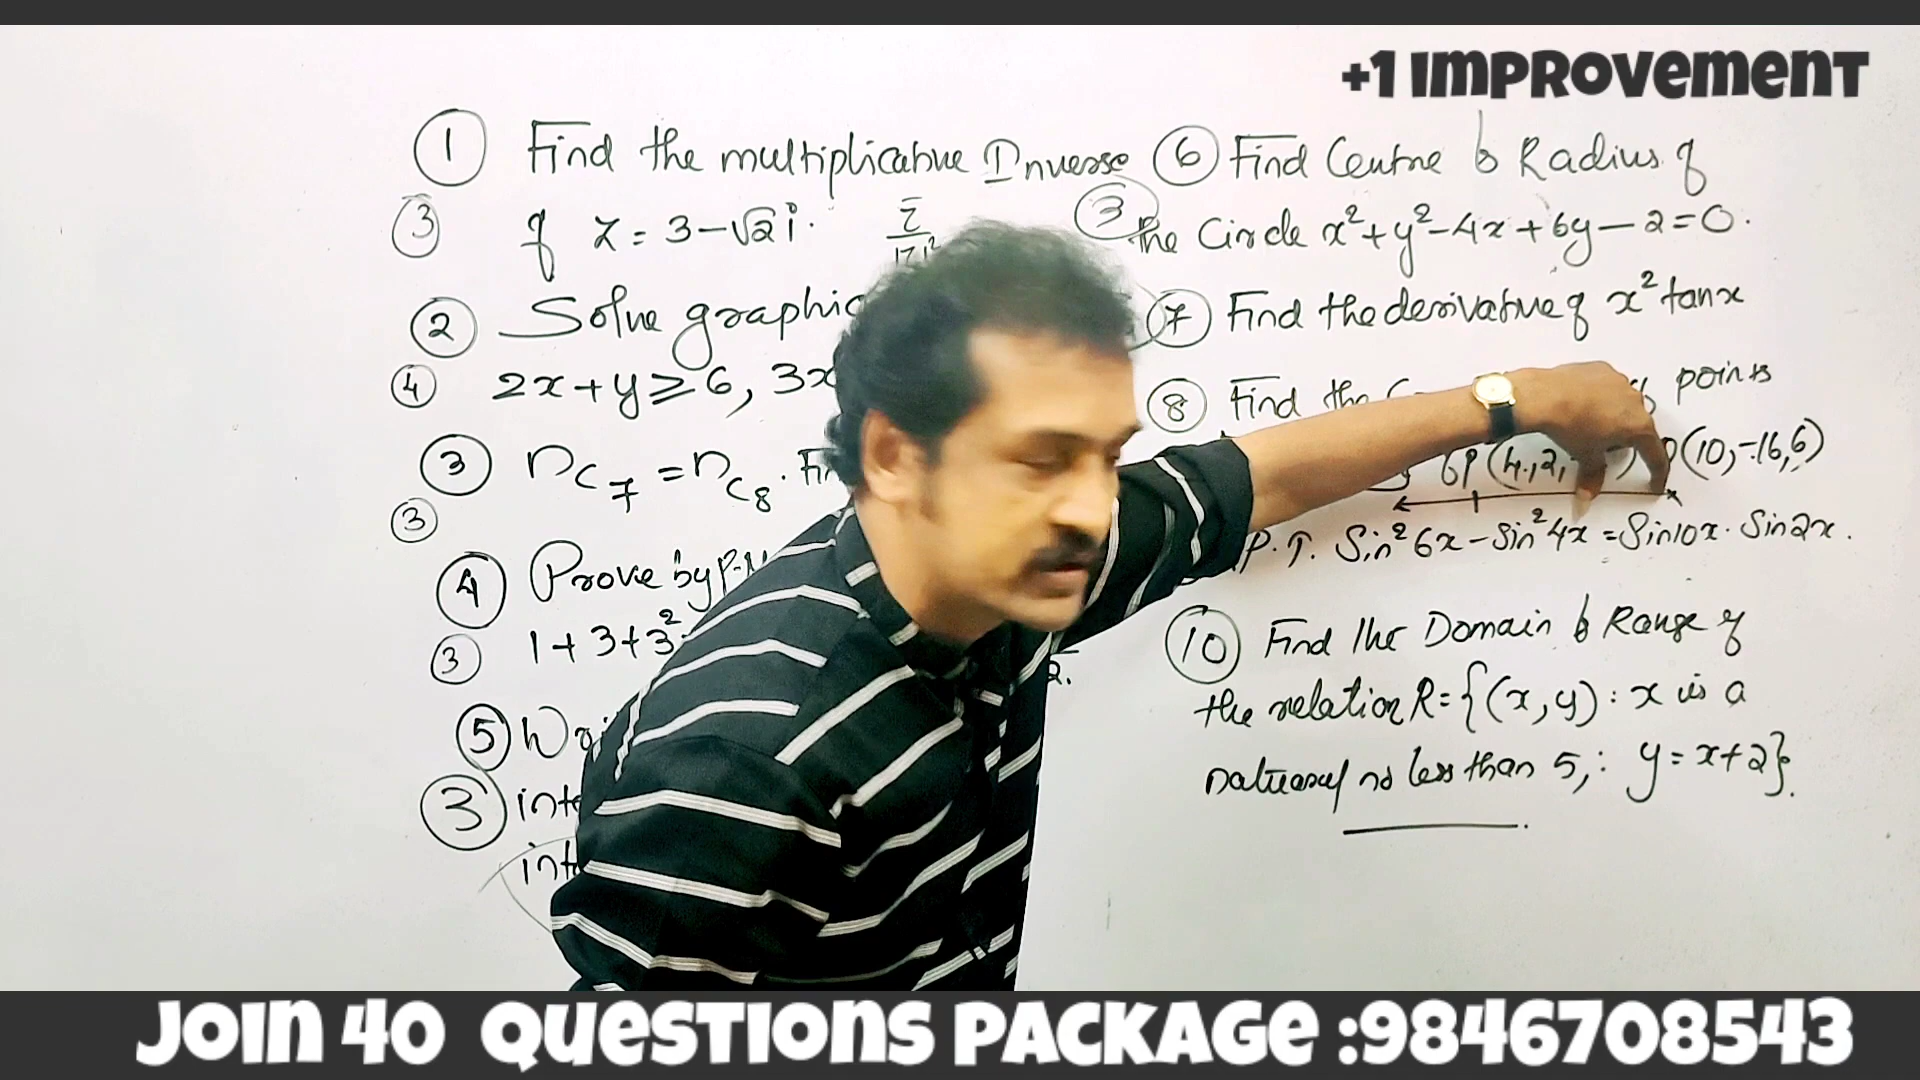 +1 IMPROVEMENT
① Find the multiplicative Inverse
③ of z = 3-√2 i. z̄/|z|²
② Solve graphic
④ 2x+y≥6, 3x
③ nC7 = nC8.
③
④ Prove by P.M
③ 1+3+3²
2.
⑤
③
⑥ Find Centre & Radius of
③ the Circle x²+y²-4x+6y-2=0.
⑦ Find the derivative of x² tanx
⑧ Find the points
(4,2, (10,-16,6)
P.T. Sin²6x - Sin²4x = Sin10x. Sin2x.
⑩ Find the Domain & Range of
the relation R={(x,y): x is a
natural no less than 5,: y=x+2}.
JOIN 40 QUESTIONS PACKAGE :9846708543